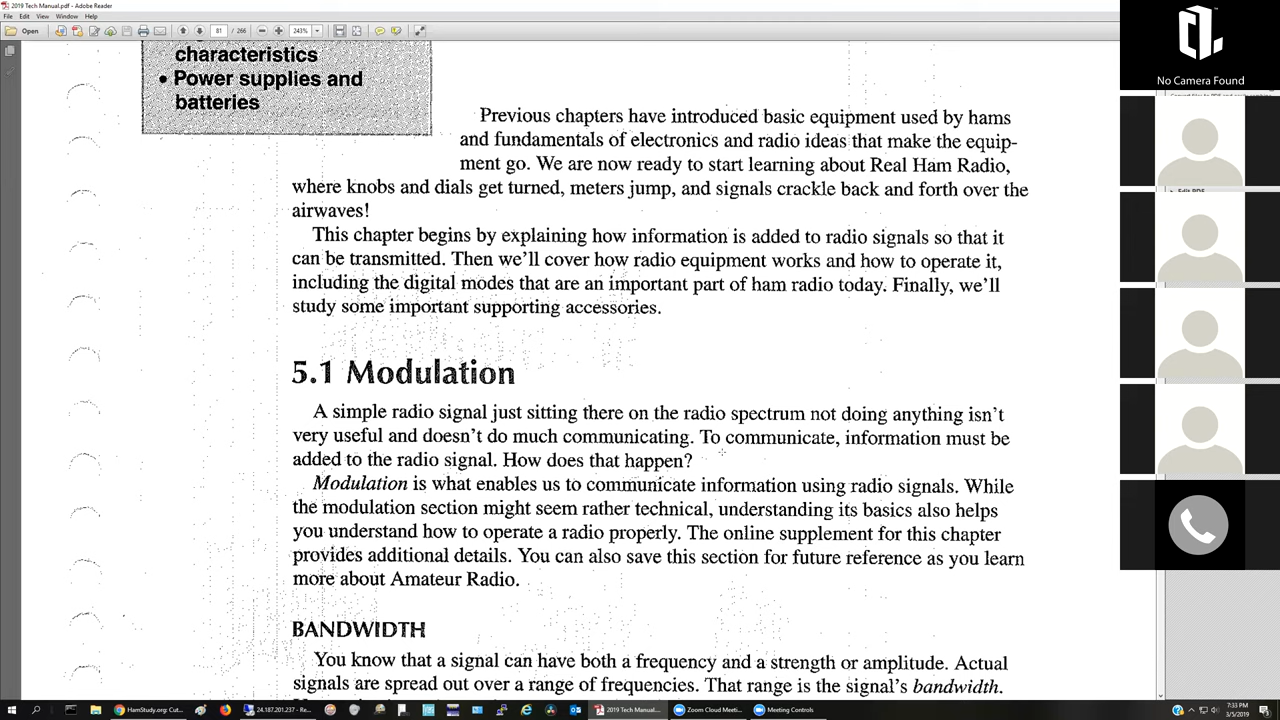 2019 Tech Manual.pdf - Adobe Reader
File Edit View Window Help
Open 81 / 266 243%
No Camera Found
characteristics
• Power supplies and
batteries
Previous chapters have introduced basic equipment used by hams
and fundamentals of electronics and radio ideas that make the equip-
ment go. We are now ready to start learning about Real Ham Radio,
where knobs and dials get turned, meters jump, and signals crackle back and forth over the
airwaves!
This chapter begins by explaining how information is added to radio signals so that it
can be transmitted. Then we'll cover how radio equipment works and how to operate it,
including the digital modes that are an important part of ham radio today. Finally, we'll
study some important supporting accessories.
5.1 Modulation
A simple radio signal just sitting there on the radio spectrum not doing anything isn't
very useful and doesn't do much communicating. To communicate, information must be
added to the radio signal. How does that happen?
Modulation is what enables us to communicate information using radio signals. While
the modulation section might seem rather technical, understanding its basics also helps
you understand how to operate a radio properly. The online supplement for this chapter
provides additional details. You can also save this section for future reference as you learn
more about Amateur Radio.
BANDWIDTH
You know that a signal can have both a frequency and a strength or amplitude. Actual
signals are spread out over a range of frequencies. That range is the signal's bandwidth.
Edit PDF
HamStudy.org: Cut... 24.187.201.237 - Re... 2019 Tech Manual.... Zoom Cloud Meetin... Meeting Controls
7:33 PM
3/5/2019